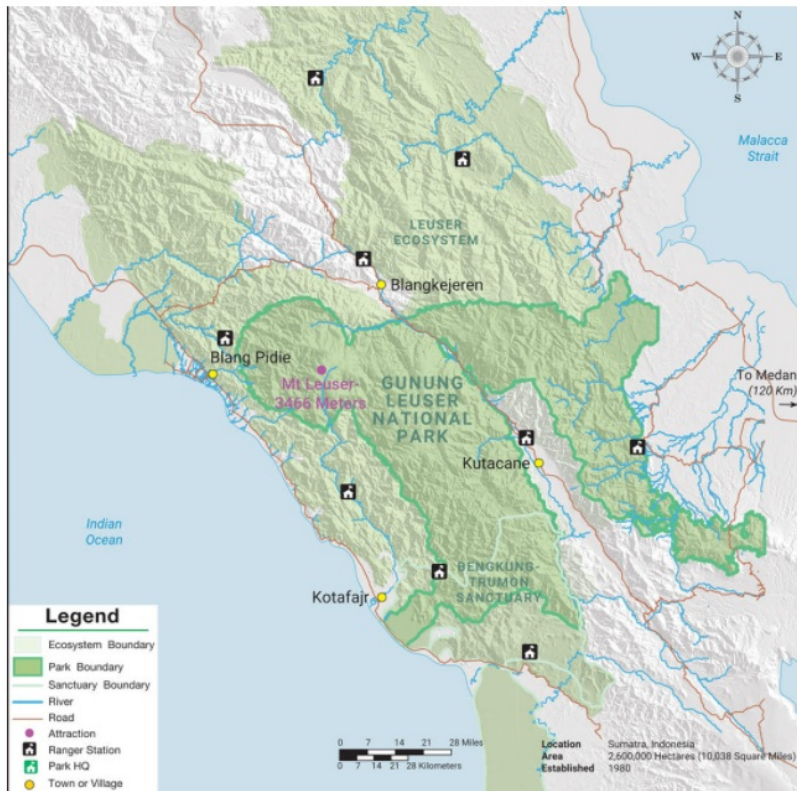 N
W
E
S
Malacca
Strait
LEUSER
ECOSYSTEM
Blangkejeren
Blang Pidie
To Medan
(120 Km)
Mt Leuser-
3466 Meters
GUNUNG
LEUSER
NATIONAL
PARK
Kutacane
Indian
Ocean
BENGKUNG-
TRUMON
SANCTUARY
Kotafajr
Legend
Ecosystem Boundary
Park Boundary
Sanctuary Boundary
River
Road
Attraction
Ranger Station
Park HQ
Town or Village
0 7 14 21 28 Miles
0 7 14 21 28 Kilometers
Location Sumatra, Indonesia
Area 2,600,000 Hectares (10,038 Square Miles)
Established 1980